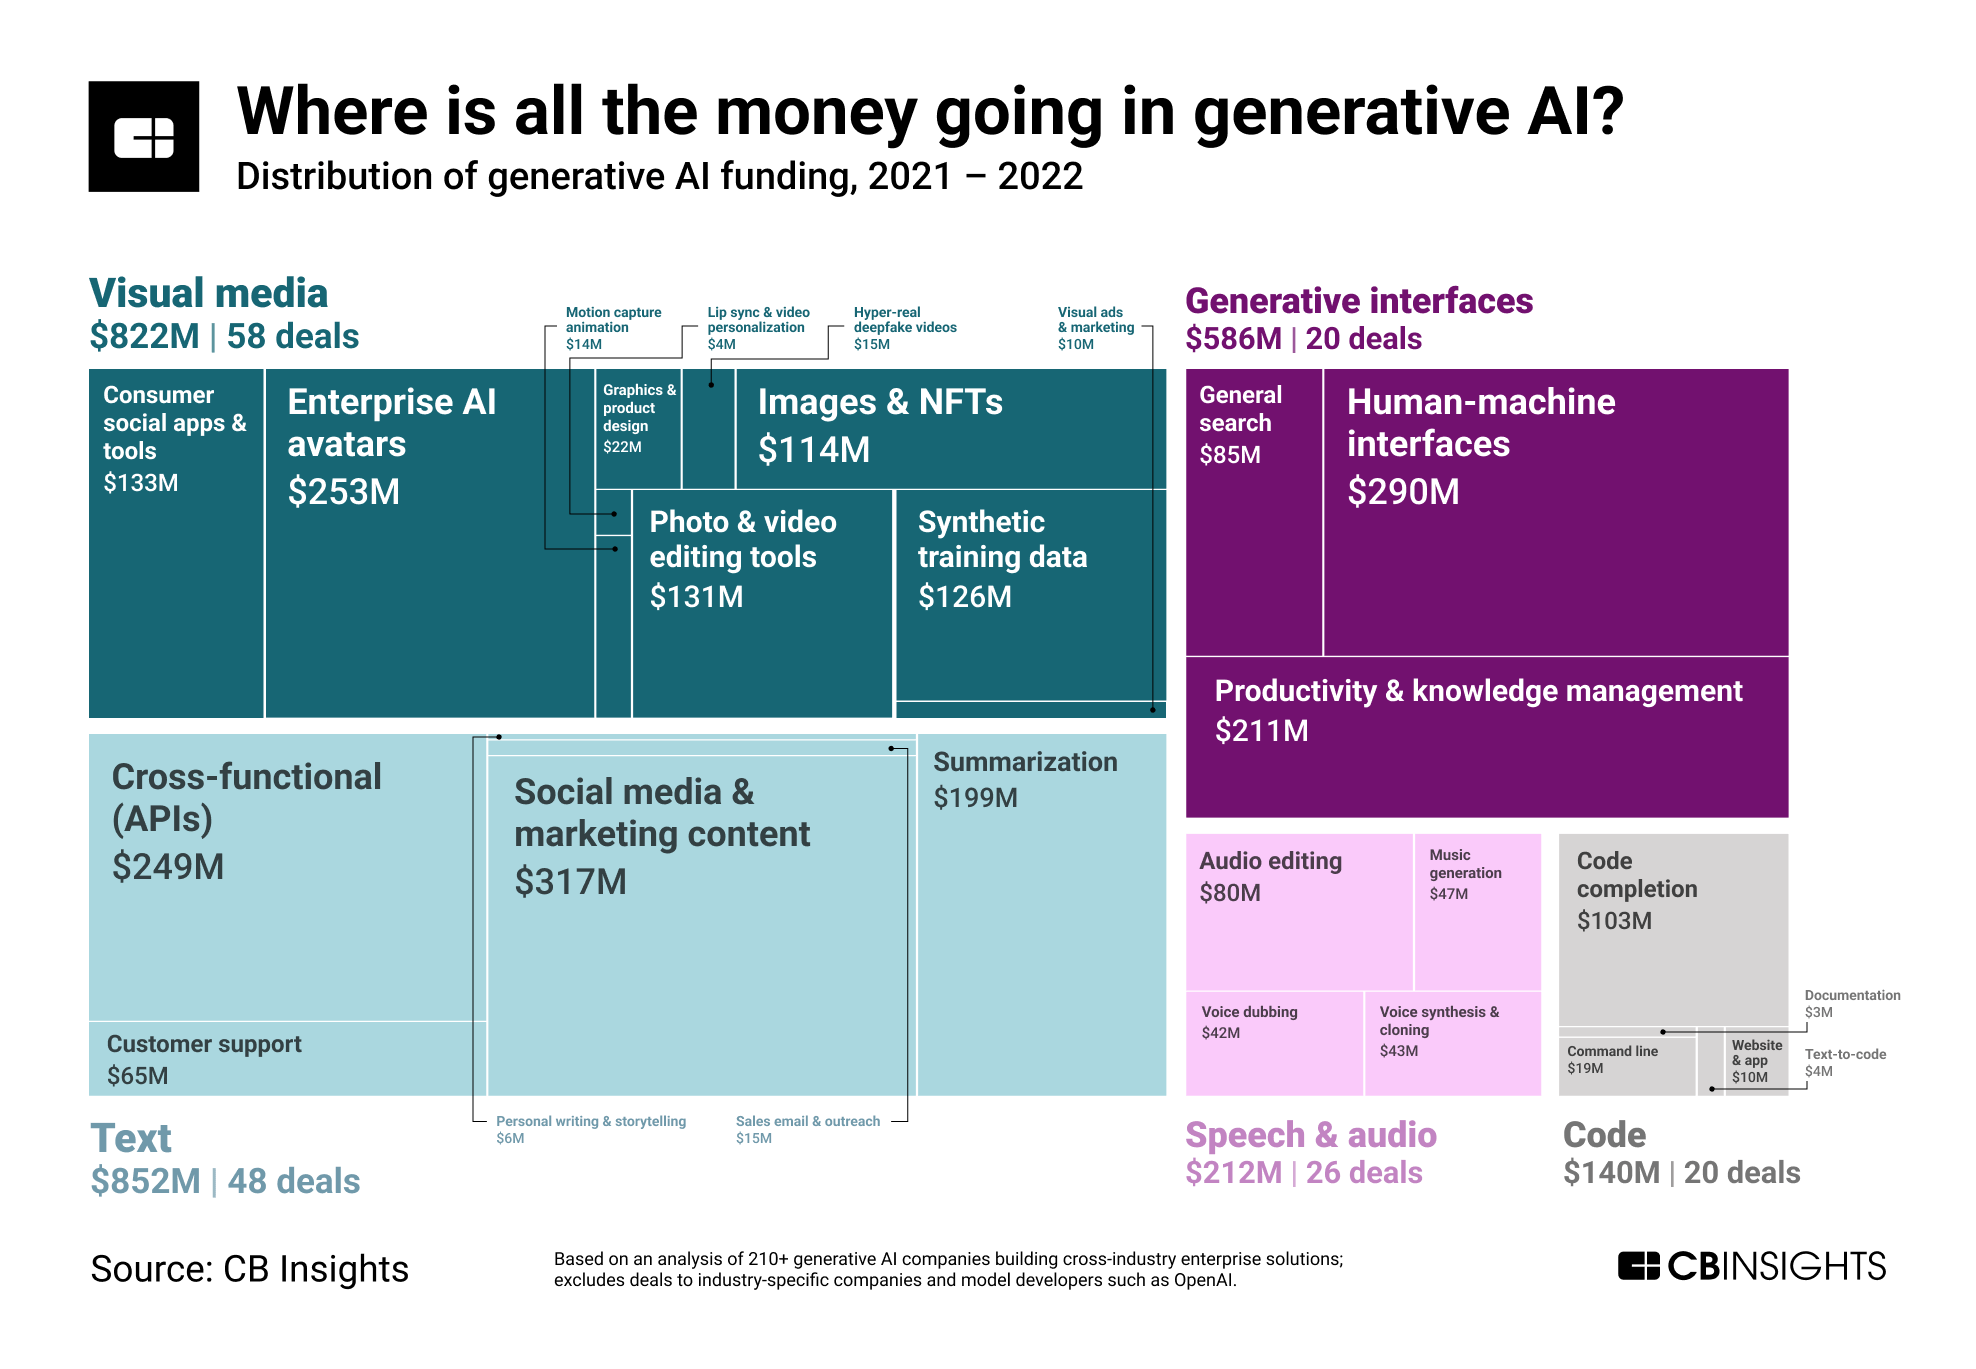 Where is all the money going in generative AI?
Distribution of generative AI funding, 2021 – 2022
Visual media
$822M | 58 deals
Motion capture
animation
$14M
Lip sync & video
personalization
$4M
Hyper-real
deepfake videos
$15M
Visual ads
& marketing
$10M
Consumer
social apps &
tools
$133M
Enterprise AI
avatars
$253M
Graphics &
product
design
$22M
Images & NFTs
$114M
Photo & video
editing tools
$131M
Synthetic
training data
$126M
Generative interfaces
$586M | 20 deals
General
search
$85M
Human-machine
interfaces
$290M
Productivity & knowledge management
$211M
Cross-functional
(APIs)
$249M
Customer support
$65M
Social media &
marketing content
$317M
Summarization
$199M
Personal writing & storytelling
$6M
Sales email & outreach
$15M
Text
$852M | 48 deals
Audio editing
$80M
Music
generation
$47M
Voice dubbing
$42M
Voice synthesis &
cloning
$43M
Speech & audio
$212M | 26 deals
Code
completion
$103M
Documentation
$3M
Command line
$19M
Website
& app
$10M
Text-to-code
$4M
Code
$140M | 20 deals
Source: CB Insights
Based on an analysis of 210+ generative AI companies building cross-industry enterprise solutions;
excludes deals to industry-specific companies and model developers such as OpenAI.
CBINSIGHTS